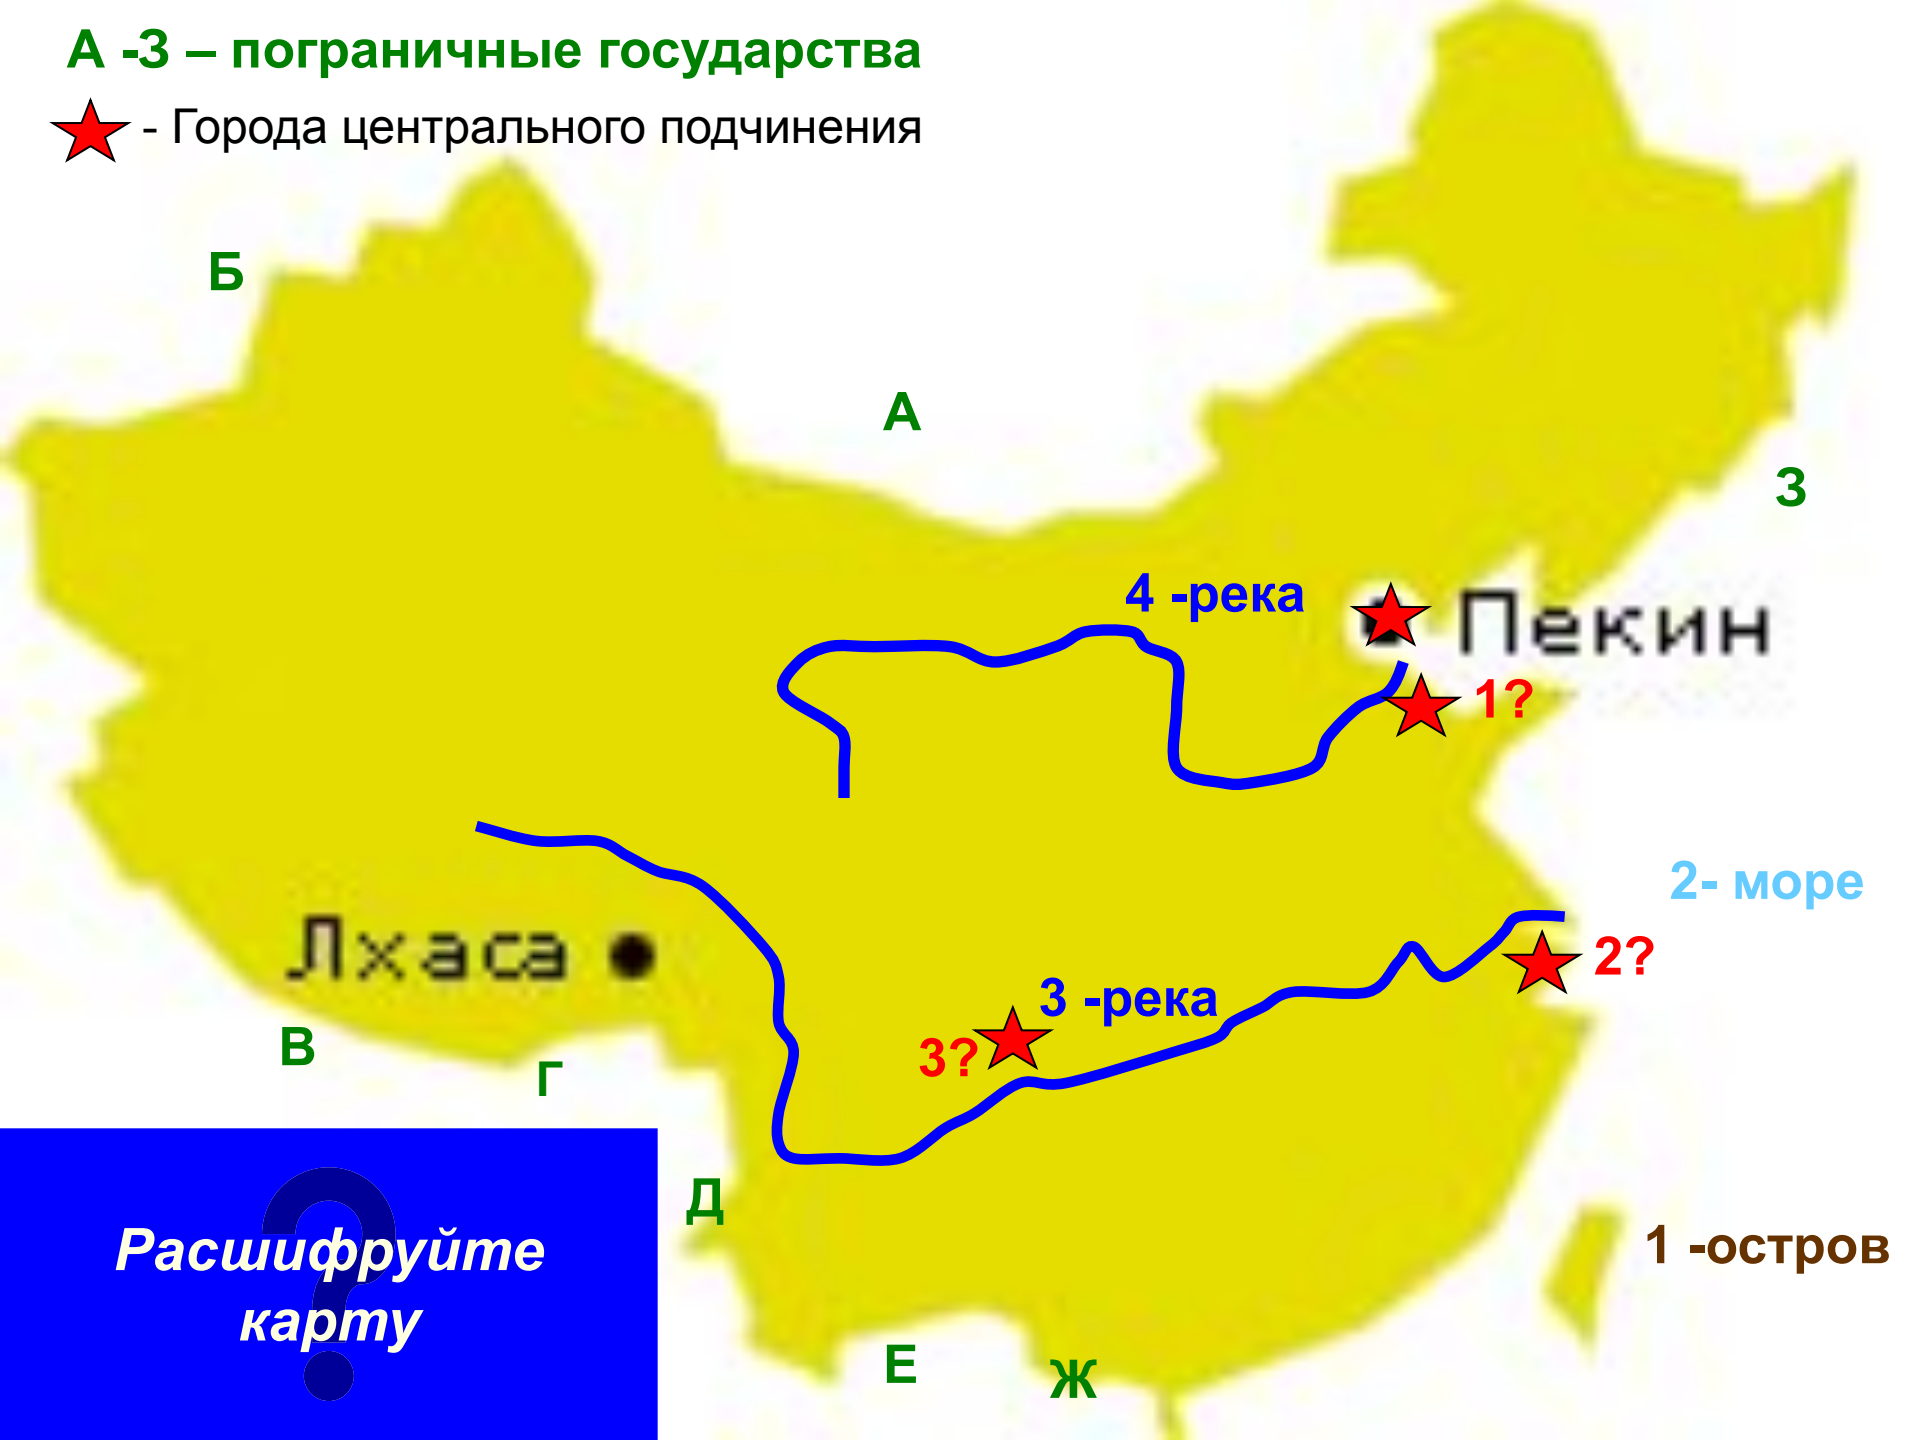 А -З – пограничные государства
- Города центрального подчинения
Б
А
З
4 -река
Пекин
1?
2- море
Лхаса
2?
3 -река
3?
В
Г
Д
1 -остров
Расшифруйте
карту
?
Е
Ж